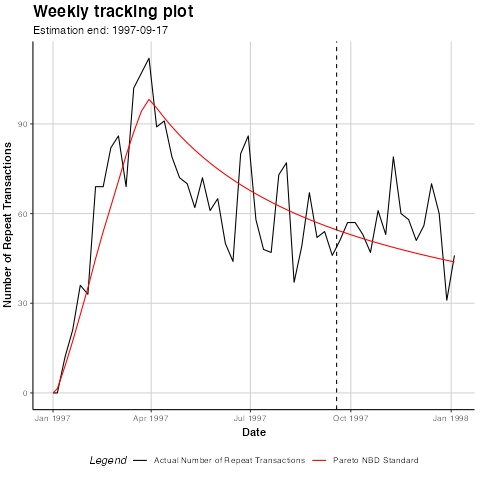 Weekly tracking plot
Estimation end: 1997-09-17
Number of Repeat Transactions
90
60
30
0
Jan 1997 Apr 1997 Jul 1997 Oct 1997 Jan 1998
Date
Legend Actual Number of Repeat Transactions Pareto NBD Standard